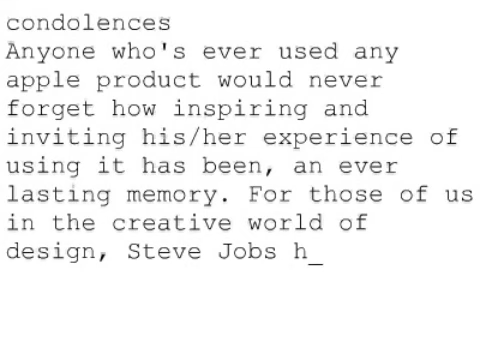 condolences
Anyone who's ever used any
apple product would never
forget how inspiring and
inviting his/her experience of
using it has been, an ever
lasting memory. For those of us
in the creative world of
design, Steve Jobs h_